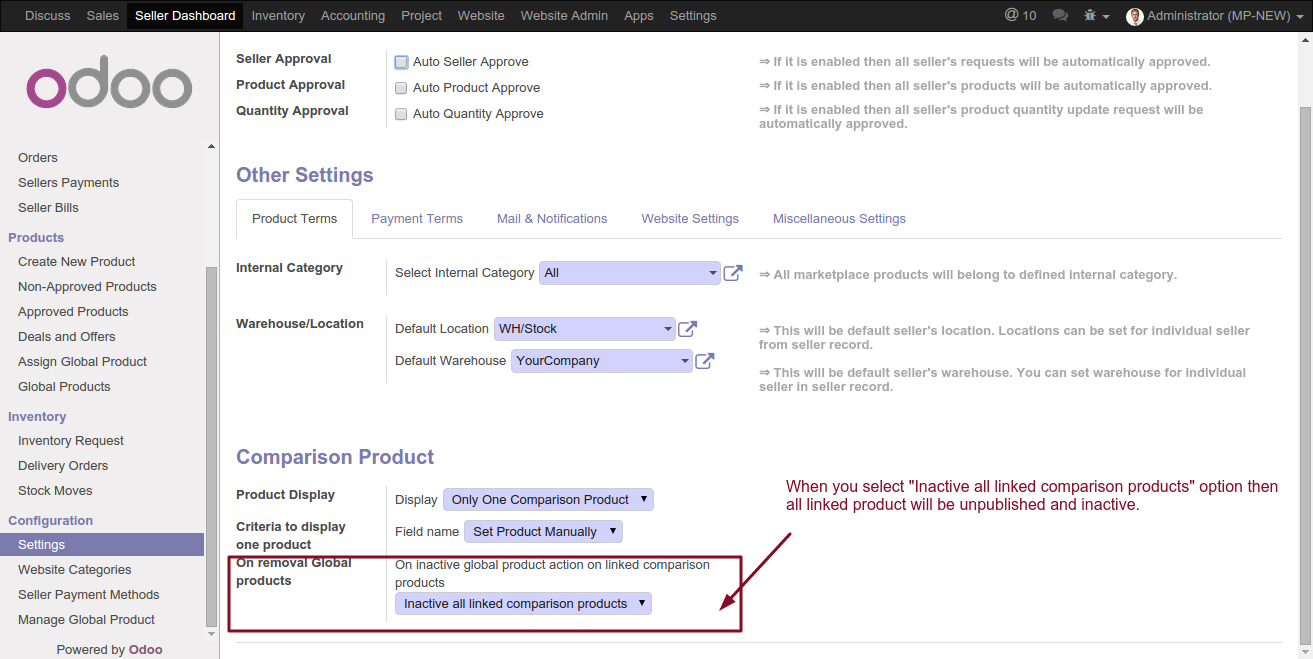 Discuss Sales Seller Dashboard Inventory Accounting Project Website Website Admin Apps Settings @ 10 Administrator (MP-NEW)
odoo
Orders
Sellers Payments
Seller Bills
Products
Create New Product
Non-Approved Products
Approved Products
Deals and Offers
Assign Global Product
Global Products
Inventory
Inventory Request
Delivery Orders
Stock Moves
Configuration
Settings
Website Categories
Seller Payment Methods
Manage Global Product
Powered by Odoo
Seller Approval Auto Seller Approve ⇒ If it is enabled then all seller's requests will be automatically approved.
Product Approval Auto Product Approve ⇒ If it is enabled then all seller's products will be automatically approved.
Quantity Approval Auto Quantity Approve ⇒ If it is enabled then all seller's product quantity update request will be
automatically approved.
Other Settings
Product Terms Payment Terms Mail & Notifications Website Settings Miscellaneous Settings
Internal Category Select Internal Category All ⇒ All marketplace products will belong to defined internal category.
Warehouse/Location Default Location WH/Stock ⇒ This will be default seller's location. Locations can be set for individual seller
from seller record.
Default Warehouse YourCompany ⇒ This will be default seller's warehouse. You can set warehouse for individual
seller in seller record.
Comparison Product
Product Display Display Only One Comparison Product
Criteria to display
one product
Field name Set Product Manually
On removal Global
products
On inactive global product action on linked comparison
products
Inactive all linked comparison products
When you select "Inactive all linked comparison products" option then
all linked product will be unpublished and inactive.